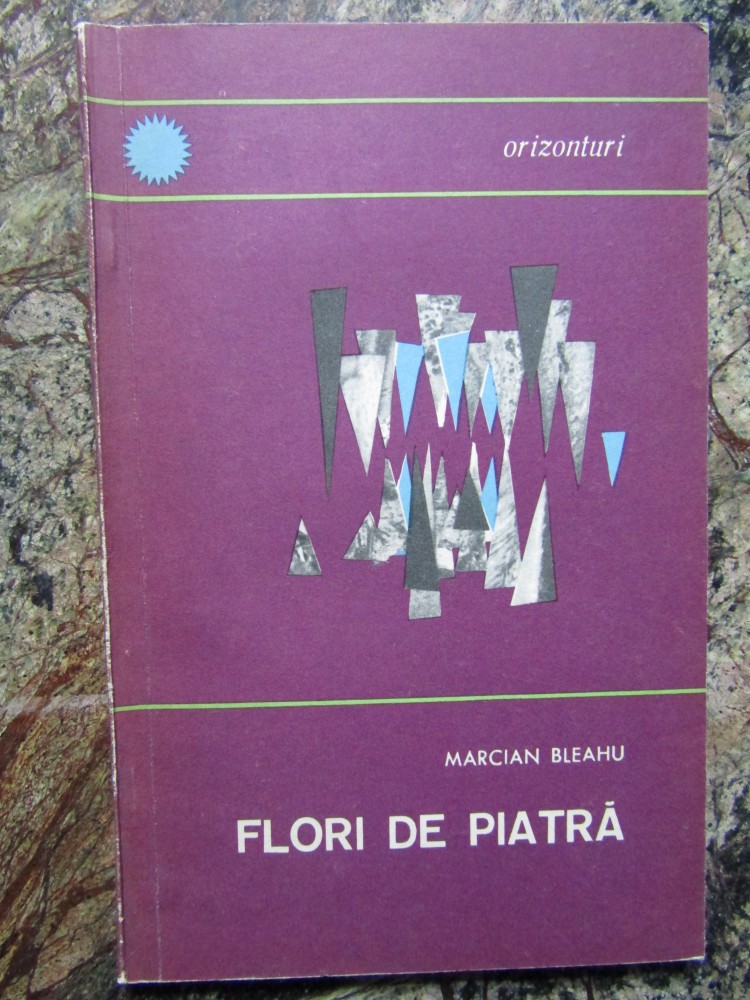 orizonturi
MARCIAN BLEAHU
FLORI DE PIATRĂ